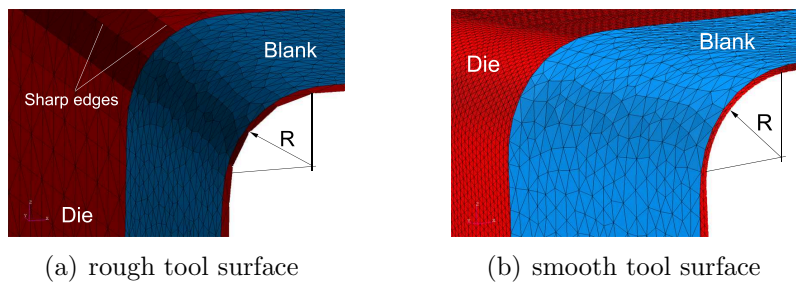 Blank
Sharp edges
R
Die
Die
Blank
R
(a) rough tool surface
(b) smooth tool surface